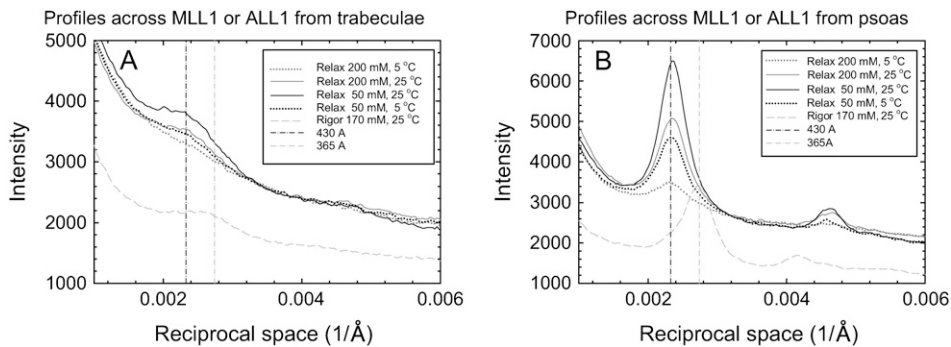 Profiles across MLL1 or ALL1 from trabeculae
5000
4000
3000
2000
1000
Intensity
A
Relax 200 mM, 5 °C
Relax 200 mM, 25 °C
Relax 50 mM, 25 °C
Relax 50 mM, 5 °C
Rigor 170 mM, 25 °C
430 A
365 A
0.002
0.004
0.006
Reciprocal space (1/Å)
Profiles across MLL1 or ALL1 from psoas
7000
6000
5000
4000
3000
2000
1000
Intensity
B
Relax 200 mM, 5 °C
Relax 200 mM, 25 °C
Relax 50 mM, 25 °C
Relax 50 mM, 5 °C
Rigor 170 mM, 25 °C
430 A
365A
0.002
0.004
0.006
Reciprocal space (1/Å)